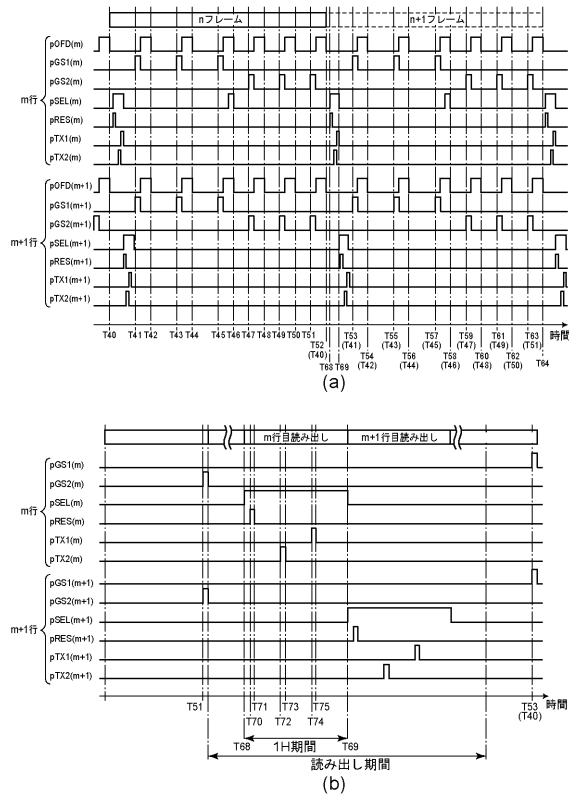 nフレーム
n+1フレーム
m行
pOFD(m)
pGS1(m)
pGS2(m)
pSEL(m)
pRES(m)
pTX1(m)
pTX2(m)
m+1行
pOFD(m+1)
pGS1(m+1)
pGS2(m+1)
pSEL(m+1)
pRES(m+1)
pTX1(m+1)
pTX2(m+1)
時間
T40 T41 T42 T43 T44 T45 T46 T47 T48 T49 T50 T51
T52
(T40)
T68 T69
T53
(T41)
T54
(T42)
T55
(T43)
T56
(T44)
T57
(T45)
T58
(T46)
T59
(T47)
T60
(T48)
T61
(T49)
T62
(T50)
T63
(T51)
T64
(a)
m行目読み出し
m+1行目読み出し
m行
pGS1(m)
pGS2(m)
pSEL(m)
pRES(m)
pTX1(m)
pTX2(m)
m+1行
pGS1(m+1)
pGS2(m+1)
pSEL(m+1)
pRES(m+1)
pTX1(m+1)
pTX2(m+1)
時間
T51 T71 T73 T75
T70 T72 T74
T53
(T40)
T68 1H期間 T69
読み出し期間
(b)